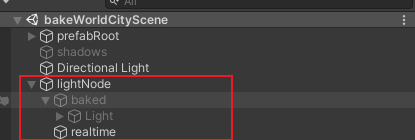 All
bakeWorldCityScene
prefabRoot
shadows
Directional Light
lightNode
baked
Light
realtime